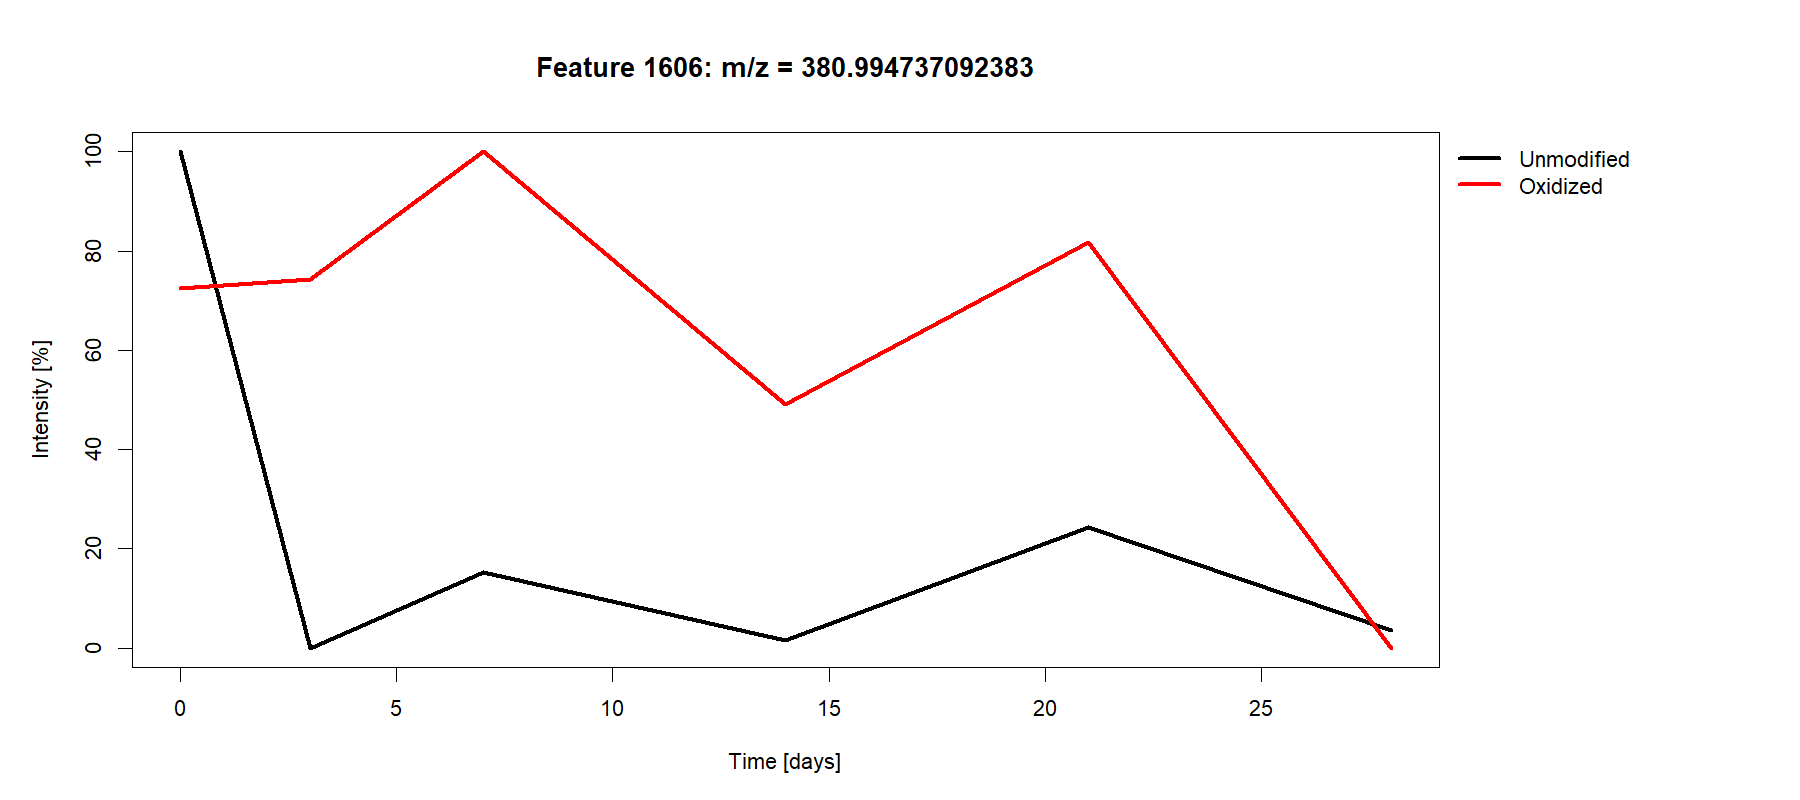 Feature 1606: m/z = 380.994737092383
Unmodified
Oxidized
Intensity [%]
100
80
60
40
20
0
0 5 10 15 20 25
Time [days]